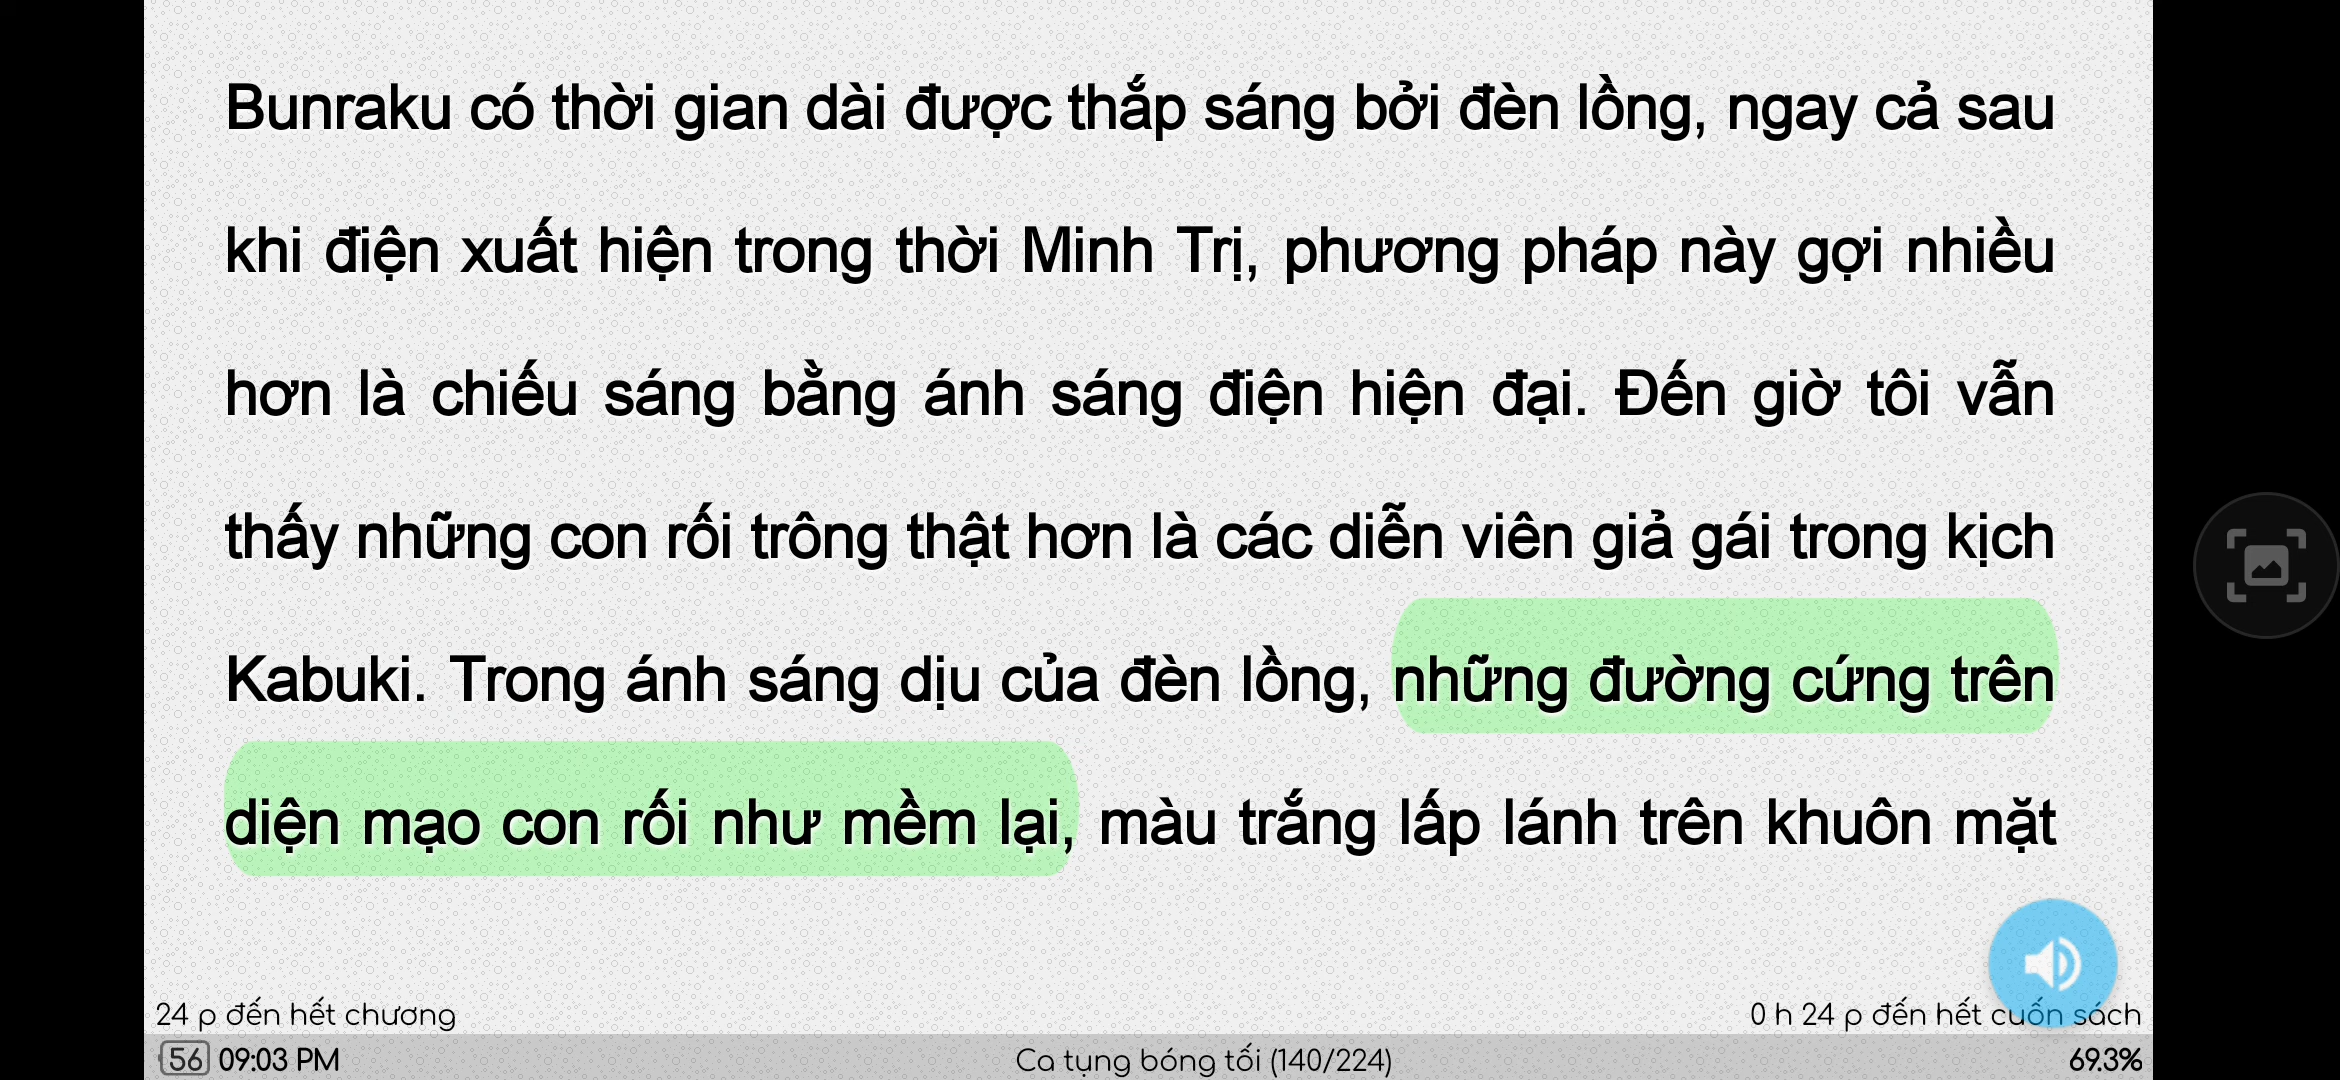 Bunraku có thời gian dài được thắp sáng bởi đèn lồng, ngay cả sau
khi điện xuất hiện trong thời Minh Trị, phương pháp này gợi nhiều
hơn là chiếu sáng bằng ánh sáng điện hiện đại. Đến giờ tôi vẫn
thấy những con rối trông thật hơn là các diễn viên giả gái trong kịch
Kabuki. Trong ánh sáng dịu của đèn lồng, những đường cứng trên
diện mạo con rối như mềm lại, màu trắng lấp lánh trên khuôn mặt
24 p đến hết chương
0 h 24 p đến hết cuốn sách
56 09:03 PM
Ca tụng bóng tối (140/224)
69.3%